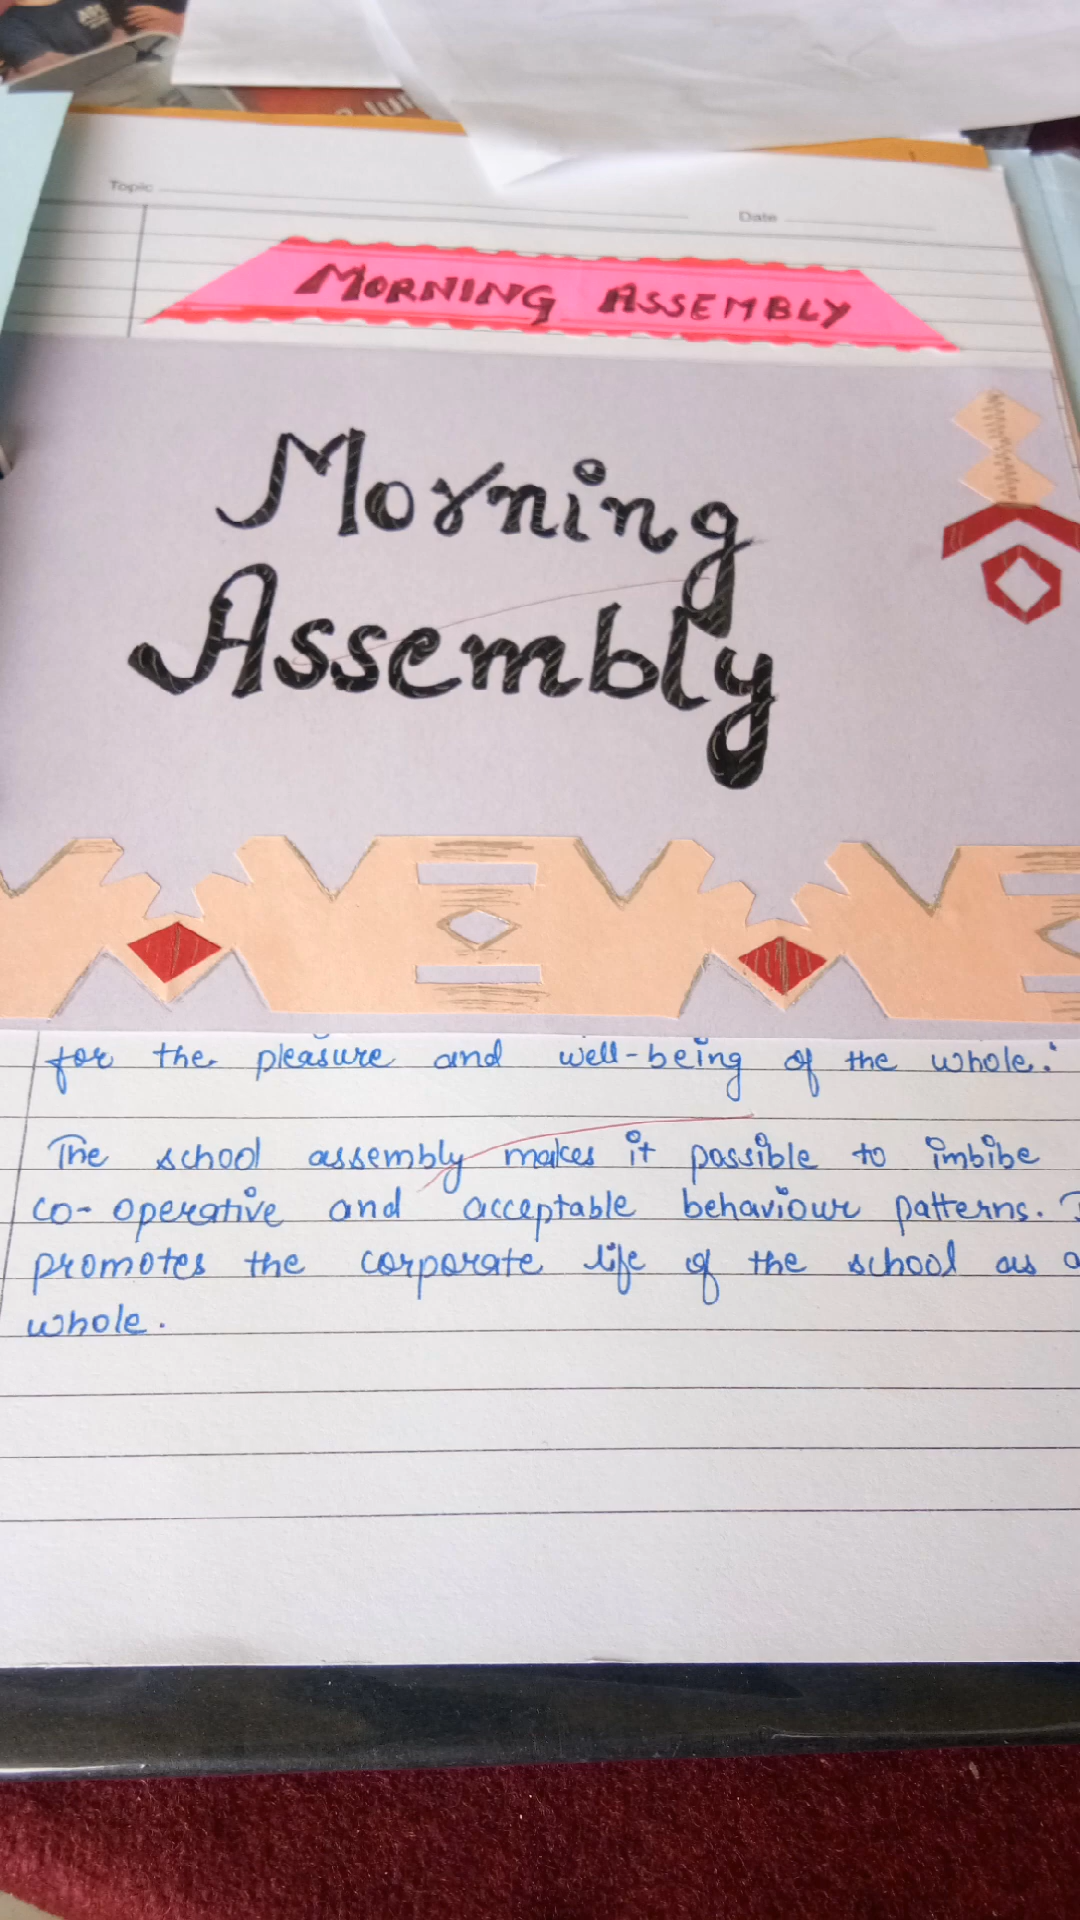 Topic
Date
MORNING ASSEMBLY
Morning
Assembly
for the pleasure and well-being of the whole.
The school assembly makes it possible to imbibe
co-operative and acceptable behaviour patterns.
promotes the corporate life of the school as a
whole.